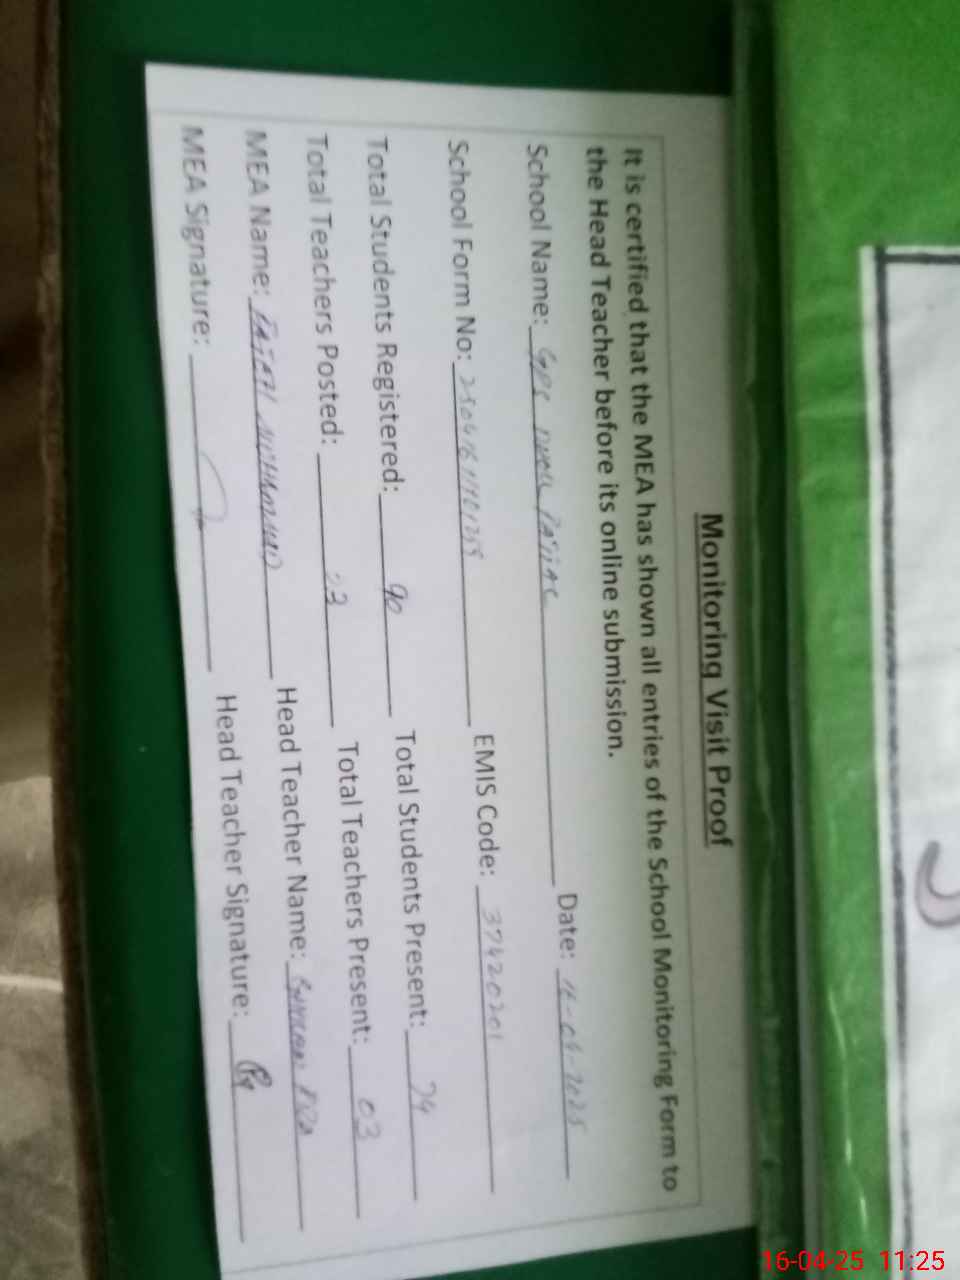 Monitoring Visit Proof
It is certified that the MEA has shown all entries of the School Monitoring Form to
the Head Teacher before its online submission.
School Name: GPS Date: -04-2025
School Form No: EMIS Code: 37420201
Total Students Registered: 90 Total Students Present: 74
Total Teachers Posted: 03 Total Teachers Present: 03
MEA Name: Head Teacher Name:
MEA Signature: Head Teacher Signature:
16-04-25 11:25